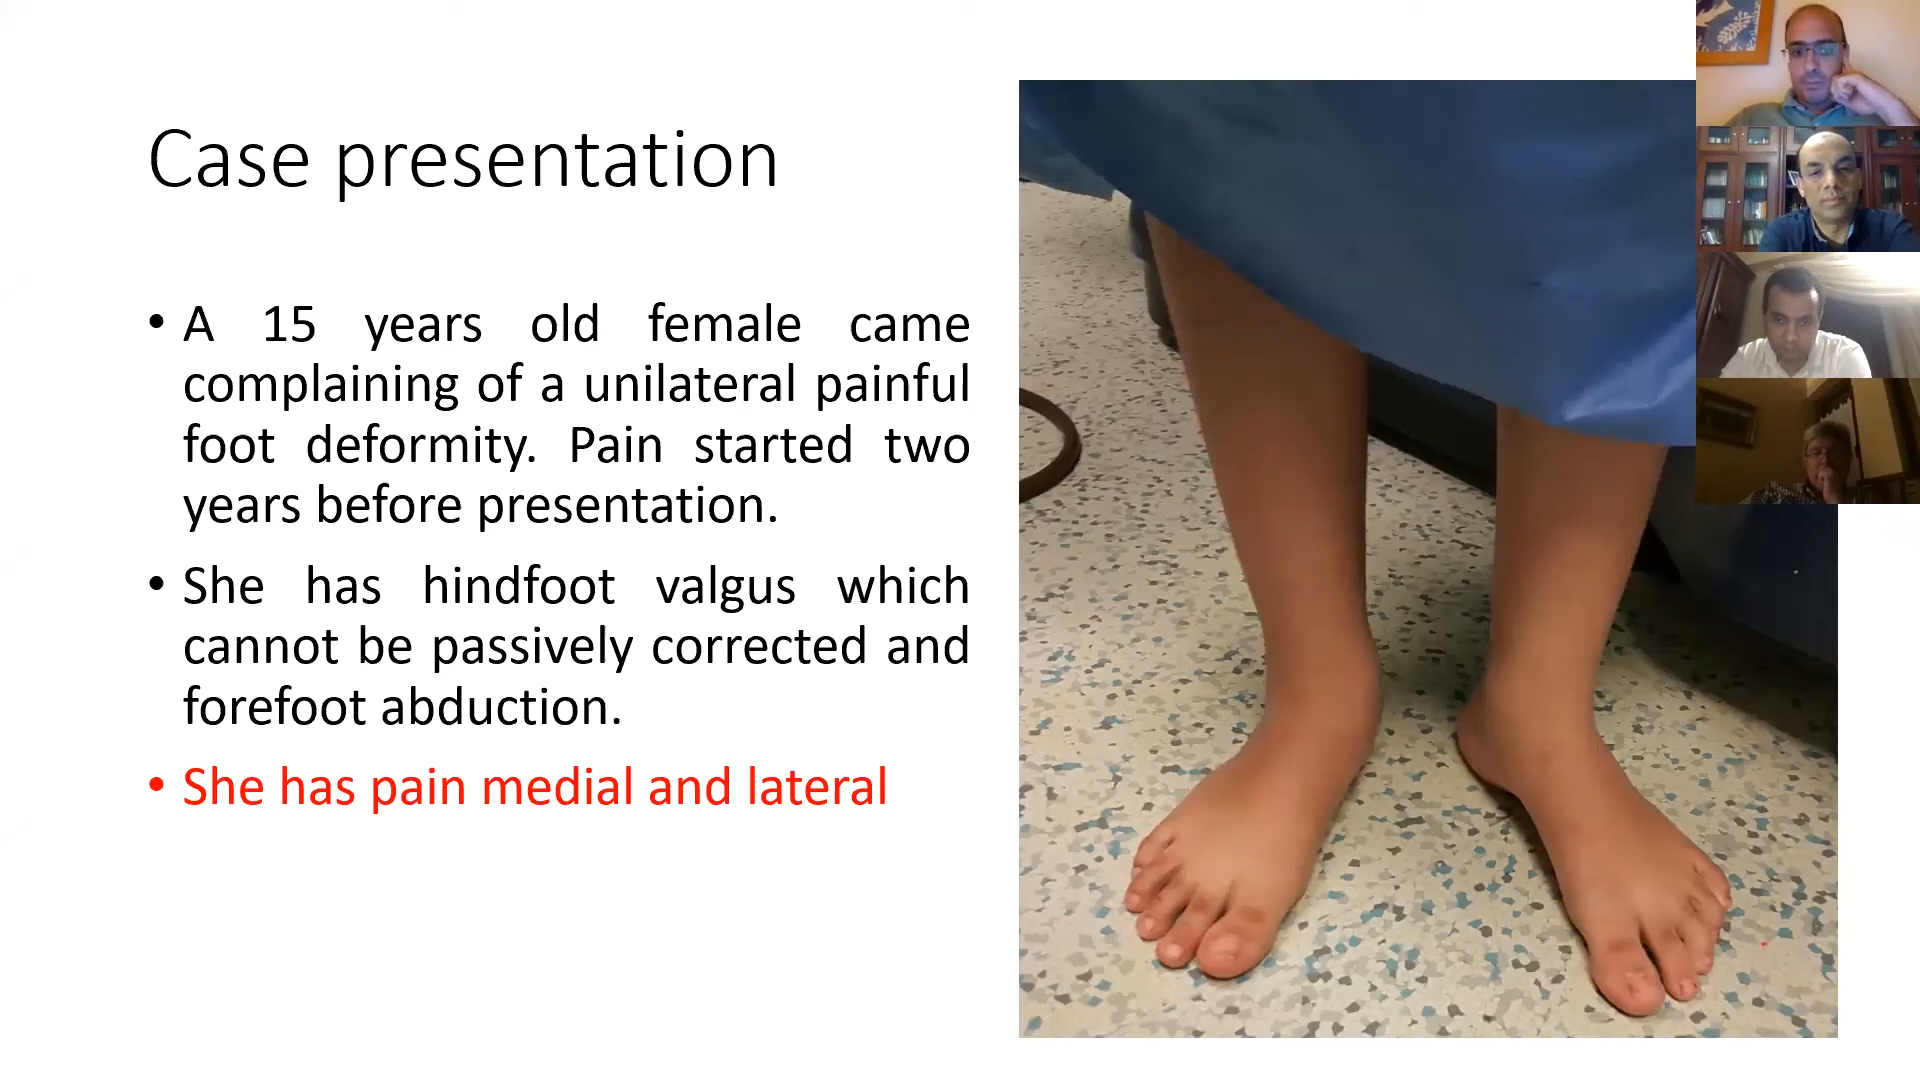 Case presentation
• A 15 years old female came
complaining of a unilateral painful
foot deformity. Pain started two
years before presentation.
• She has hindfoot valgus which
cannot be passively corrected and
forefoot abduction.
• She has pain medial and lateral